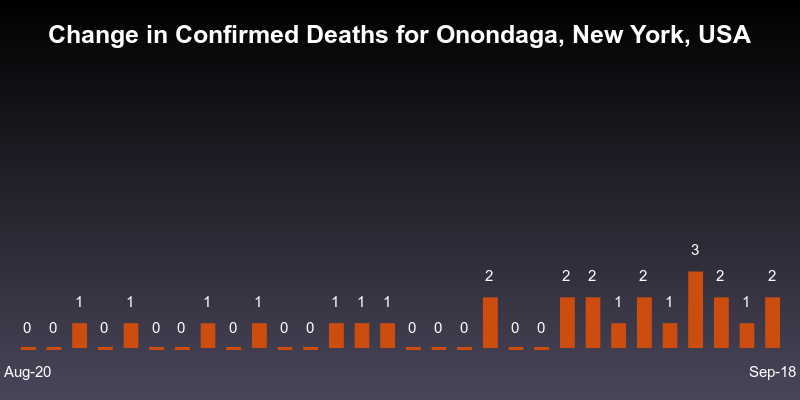 Change in Confirmed Deaths for Onondaga, New York, USA
0 0 1 0 1 0 0 1 0 1 0 0 1 1 1 0 0 0 2 0 0 2 2 1 2 1 3 2 1 2
Aug-20 Sep-18